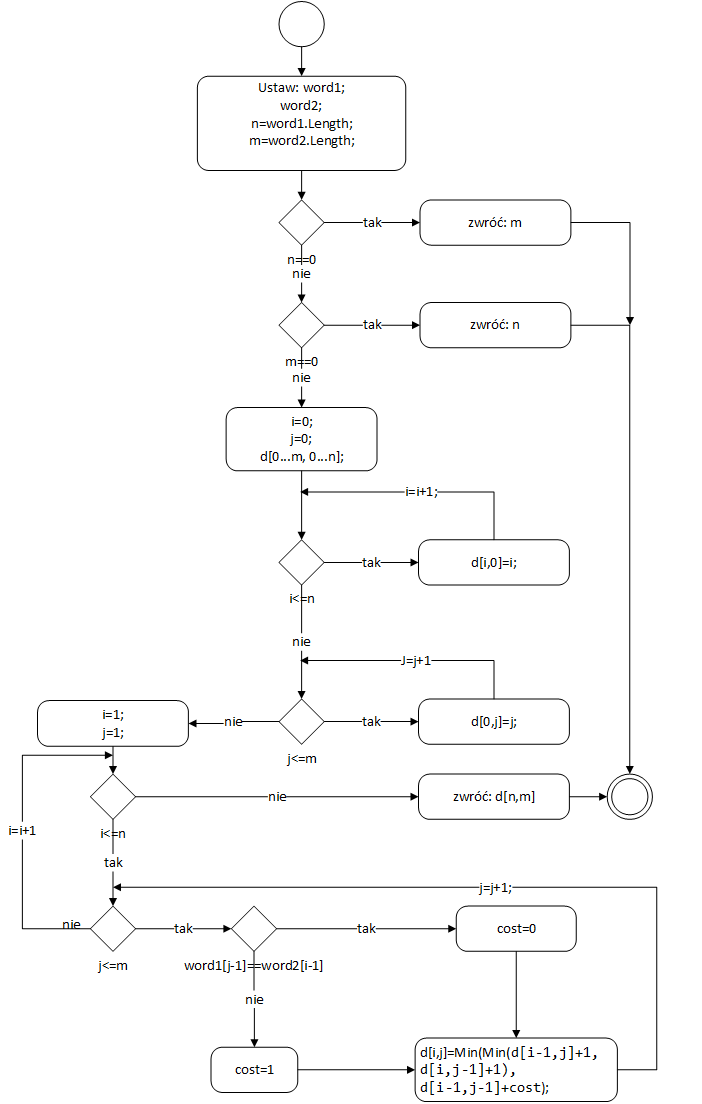 Ustaw: word1;
word2;
n=word1.Length;
m=word2.Length;
tak
zwróć: m
n==0
nie
tak
zwróć: n
m==0
nie
i=0;
j=0;
d[0...m, 0...n];
i=i+1;
tak
d[i,0]=i;
i<=n
nie
J=j+1
i=1;
j=1;
nie
tak
d[0,j]=j;
j<=m
nie
zwróć: d[n,m]
i=i+1
i<=n
tak
j=j+1;
nie
tak
tak
cost=0
j<=m
word1[j-1]==word2[i-1]
nie
cost=1
d[i,j]=Min(Min(d[i-1,j]+1,
d[i,j-1]+1),
d[i-1,j-1]+cost);